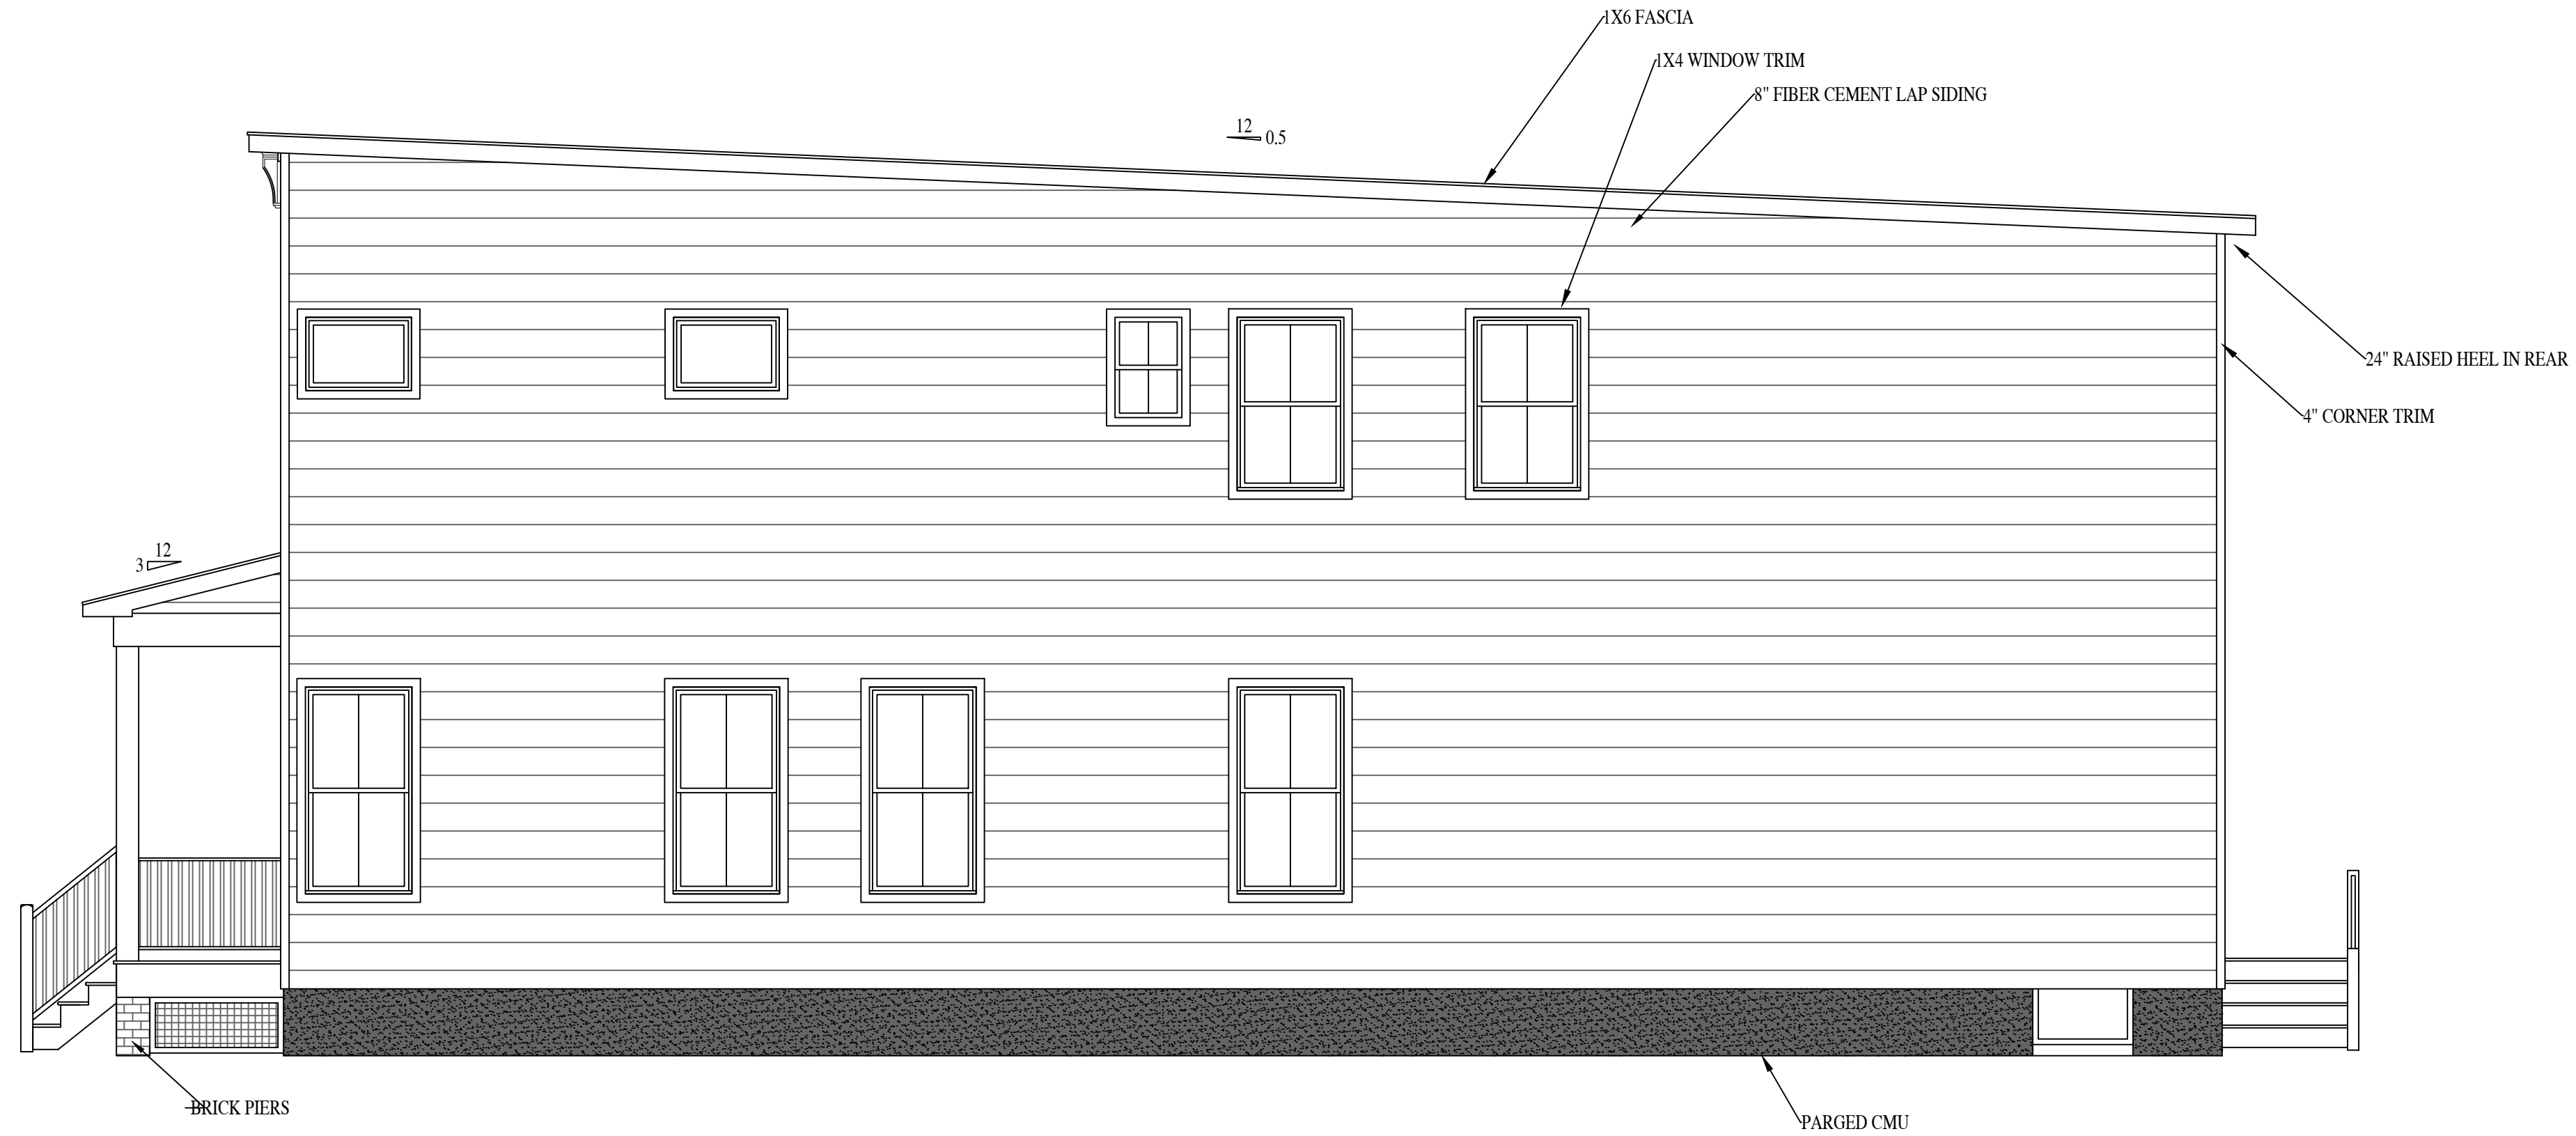 1X6 FASCIA
1X4 WINDOW TRIM
8" FIBER CEMENT LAP SIDING
12
0.5
24" RAISED HEEL IN REAR
4" CORNER TRIM
12
3
BRICK PIERS
PARGED CMU